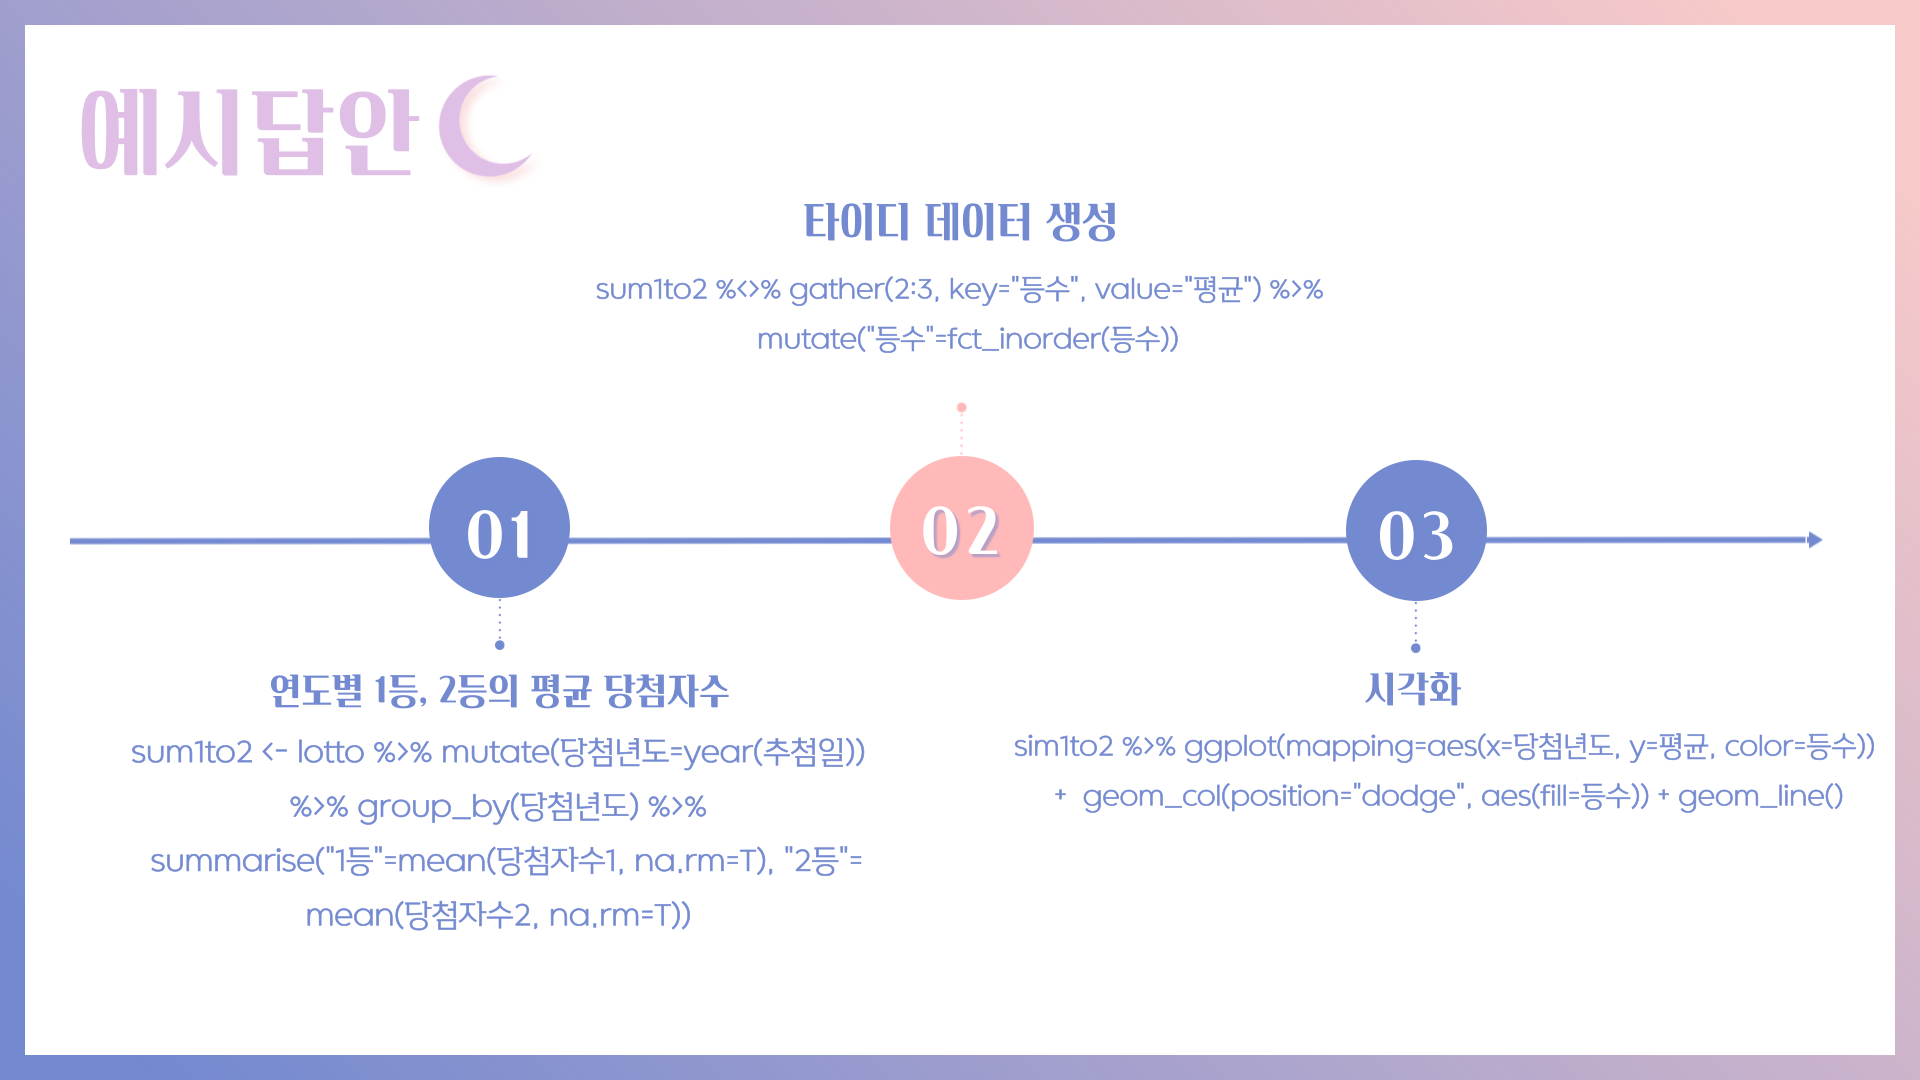 예시답안
타이디 데이터 생성
sum1to2 %<>% gather(2:3, key="등수", value="평균") %>%
mutate("등수"=fct_inorder(등수))
01
02
03
연도별 1등, 2등의 평균 당첨자수
sum1to2 <- lotto %>% mutate(당첨년도=year(추첨일))
%>% group_by(당첨년도) %>%
summarise("1등"=mean(당첨자수1, na.rm=T), "2등"=
mean(당첨자수2, na.rm=T))
시각화
sim1to2 %>% ggplot(mapping=aes(x=당첨년도, y=평균, color=등수))
+ geom_col(position="dodge", aes(fill=등수)) + geom_line()